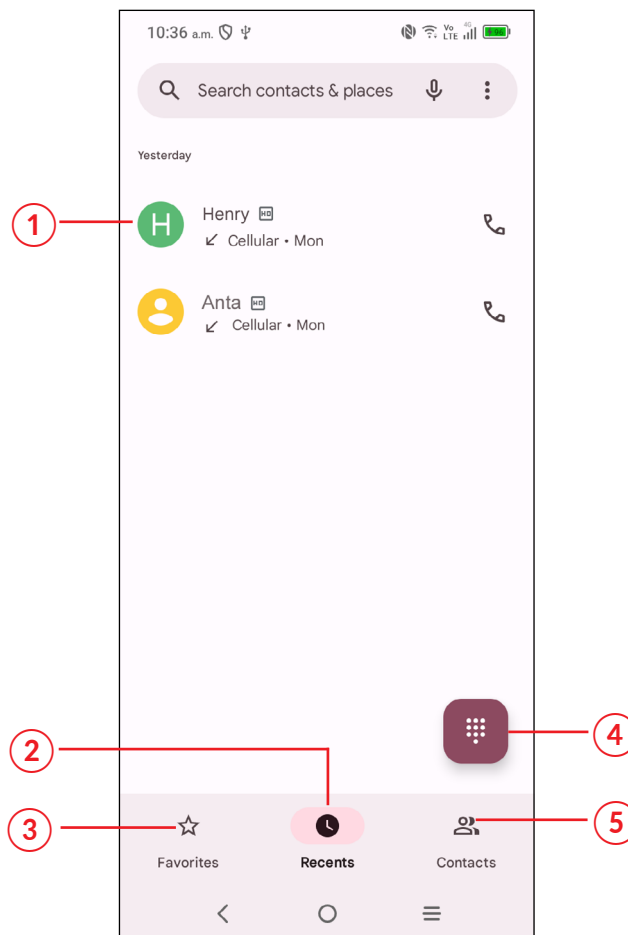 10:36 a.m. Vo LTE 4G 96
Search contacts & places
Yesterday
1
H Henry HD
Cellular • Mon
Anta HD
Cellular • Mon
4
2
3
5
Favorites Recents Contacts